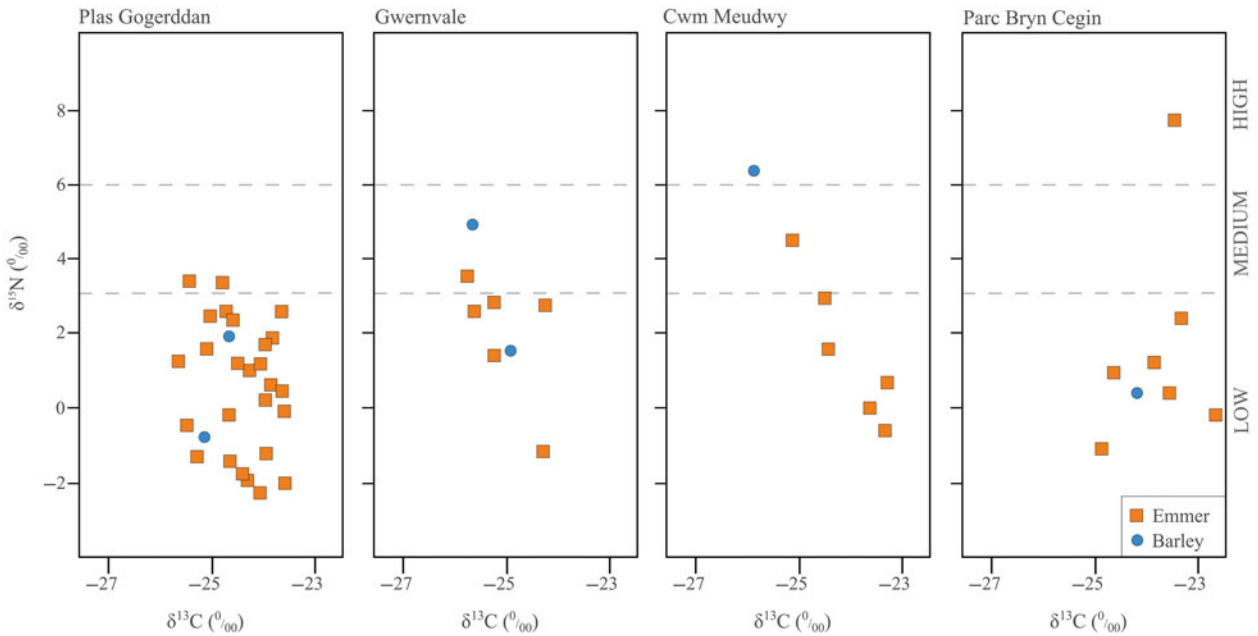 Plas Gogerddan
Gwernvale
Cwm Meudwy
Parc Bryn Cegin
δ¹⁵N (⁰/₀₀)
8
6
4
2
0
−2
HIGH
MEDIUM
LOW
Emmer
Barley
−27 −25 −23
−27 −25 −23
−27 −25 −23
−27 −25 −23
δ¹³C (⁰/₀₀)
δ¹³C (⁰/₀₀)
δ¹³C (⁰/₀₀)
δ¹³C (⁰/₀₀)